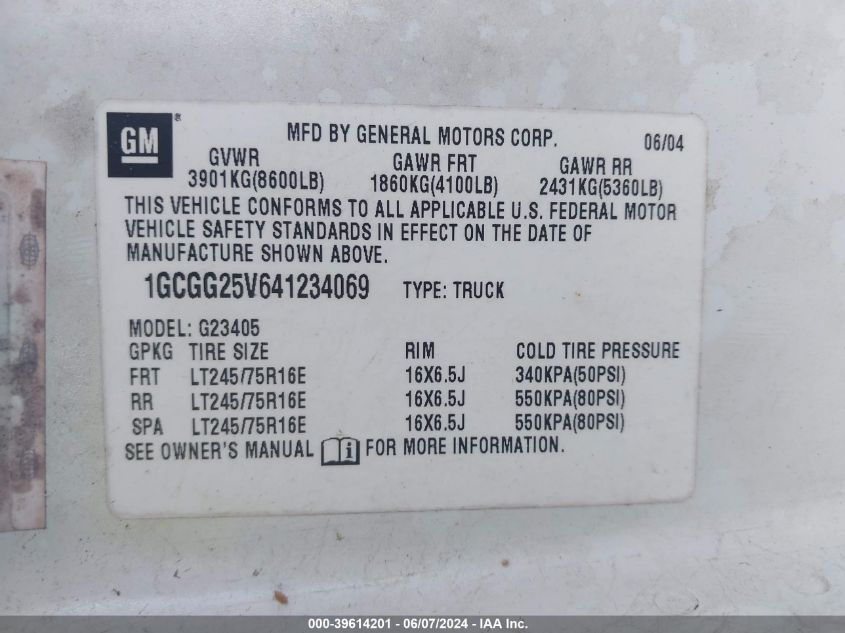 GM ®
MFD BY GENERAL MOTORS CORP. 06/04
GVWR GAWR FRT GAWR RR
3901KG(8600LB) 1860KG(4100LB) 2431KG(5360LB)
THIS VEHICLE CONFORMS TO ALL APPLICABLE U.S. FEDERAL MOTOR
VEHICLE SAFETY STANDARDS IN EFFECT ON THE DATE OF
MANUFACTURE SHOWN ABOVE.
1GCGG25V641234069 TYPE: TRUCK
MODEL: G23405
GPKG TIRE SIZE RIM COLD TIRE PRESSURE
FRT LT245/75R16E 16X6.5J 340KPA(50PSI)
RR LT245/75R16E 16X6.5J 550KPA(80PSI)
SPA LT245/75R16E 16X6.5J 550KPA(80PSI)
SEE OWNER'S MANUAL i FOR MORE INFORMATION.
000-39614201 - 06/07/2024 - IAA Inc.